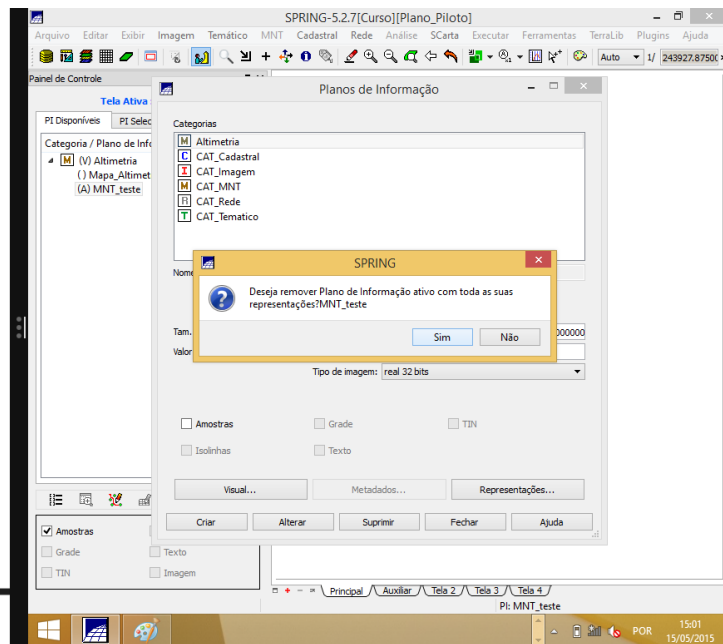 SPRING-5.2.7[Curso][Plano_Piloto]
Arquivo Editar Exibir Imagem Temático MNT Cadastral Rede Análise SCarta Executar Ferramentas TerraLib Plugins Ajuda
Auto 1/ 243927.87500
Painel de Controle
Tela Ativa
PI Disponíveis PI Selec
Categoria / Plano de Info
M (V) Altimetria
( ) Mapa_Altimet
(A) MNT_teste
Planos de Informação
Categorias
M Altimetria
C CAT_Cadastral
I CAT_Imagem
M CAT_MNT
R CAT_Rede
T CAT_Tematico
Nome
SPRING
Deseja remover Plano de Informação ativo com toda as suas
representações?MNT_teste
Sim Não
Tam. 000000
Valor
Tipo de imagem: real 32 bits
Amostras Grade TIN
Isolinhas Texto
Visual... Metadados... Representações...
Criar Alterar Suprimir Fechar Ajuda
Amostras
Grade Texto
TIN Imagem
Principal Auxiliar Tela 2 Tela 3 Tela 4
PI: MNT_teste
POR 15:01
15/05/2015